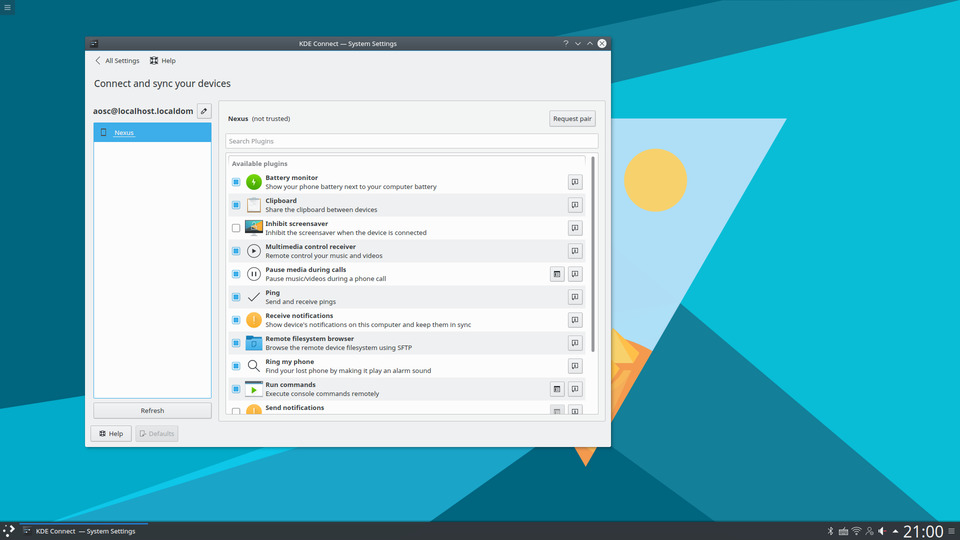 KDE Connect — System Settings
All Settings
Help
Connect and sync your devices
aosc@localhost.localdom
Nexus
Nexus (not trusted)
Request pair
Search Plugins
Available plugins
Battery monitor
Show your phone battery next to your computer battery
Clipboard
Share the clipboard between devices
Inhibit screensaver
Inhibit the screensaver when the device is connected
Multimedia control receiver
Remote control your music and videos
Pause media during calls
Pause music/videos during a phone call
Ping
Send and receive pings
Receive notifications
Show device's notifications on this computer and keep them in sync
Remote filesystem browser
Browse the remote device filesystem using SFTP
Ring my phone
Find your lost phone by making it play an alarm sound
Run commands
Execute console commands remotely
Send notifications
Refresh
Help
Defaults
KDE Connect — System Settings
21:00